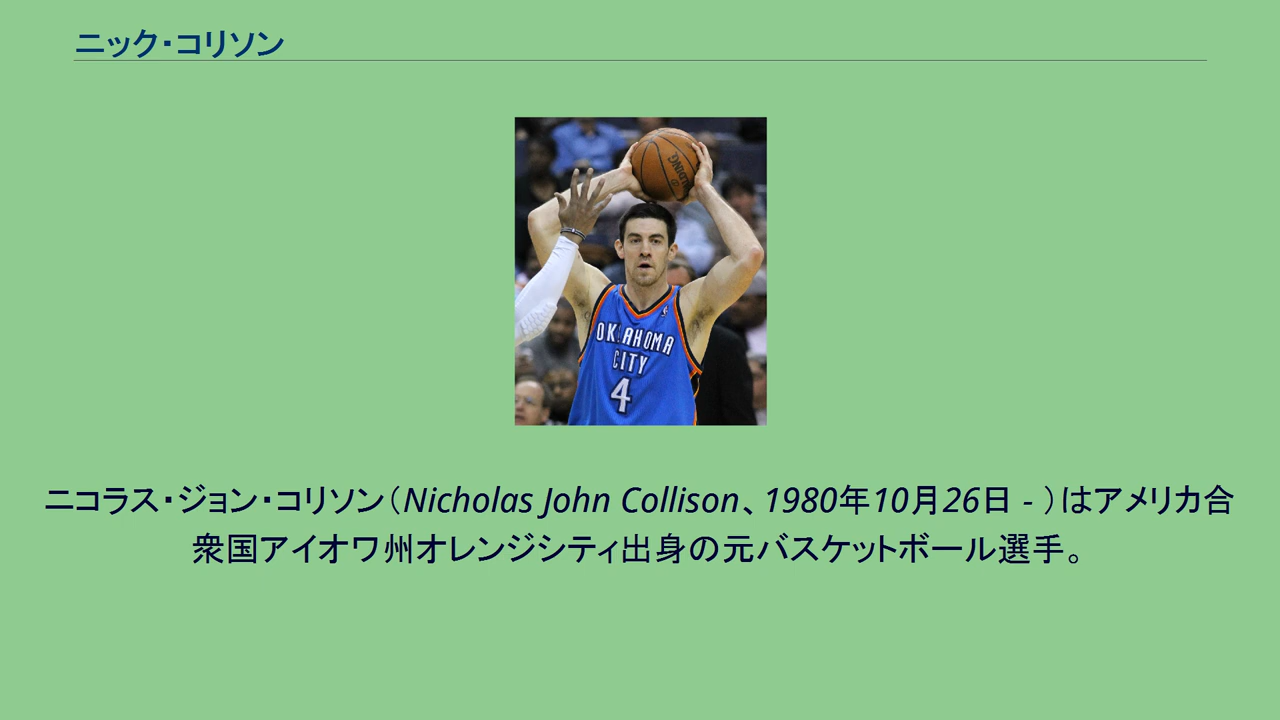 ニック・コリソン
SPALDING
OKLAHOMA
CITY
4
ニコラス・ジョン・コリソン（Nicholas John Collison、1980年10月26日 - ）はアメリカ合
衆国アイオワ州オレンジシティ出身の元バスケットボール選手。